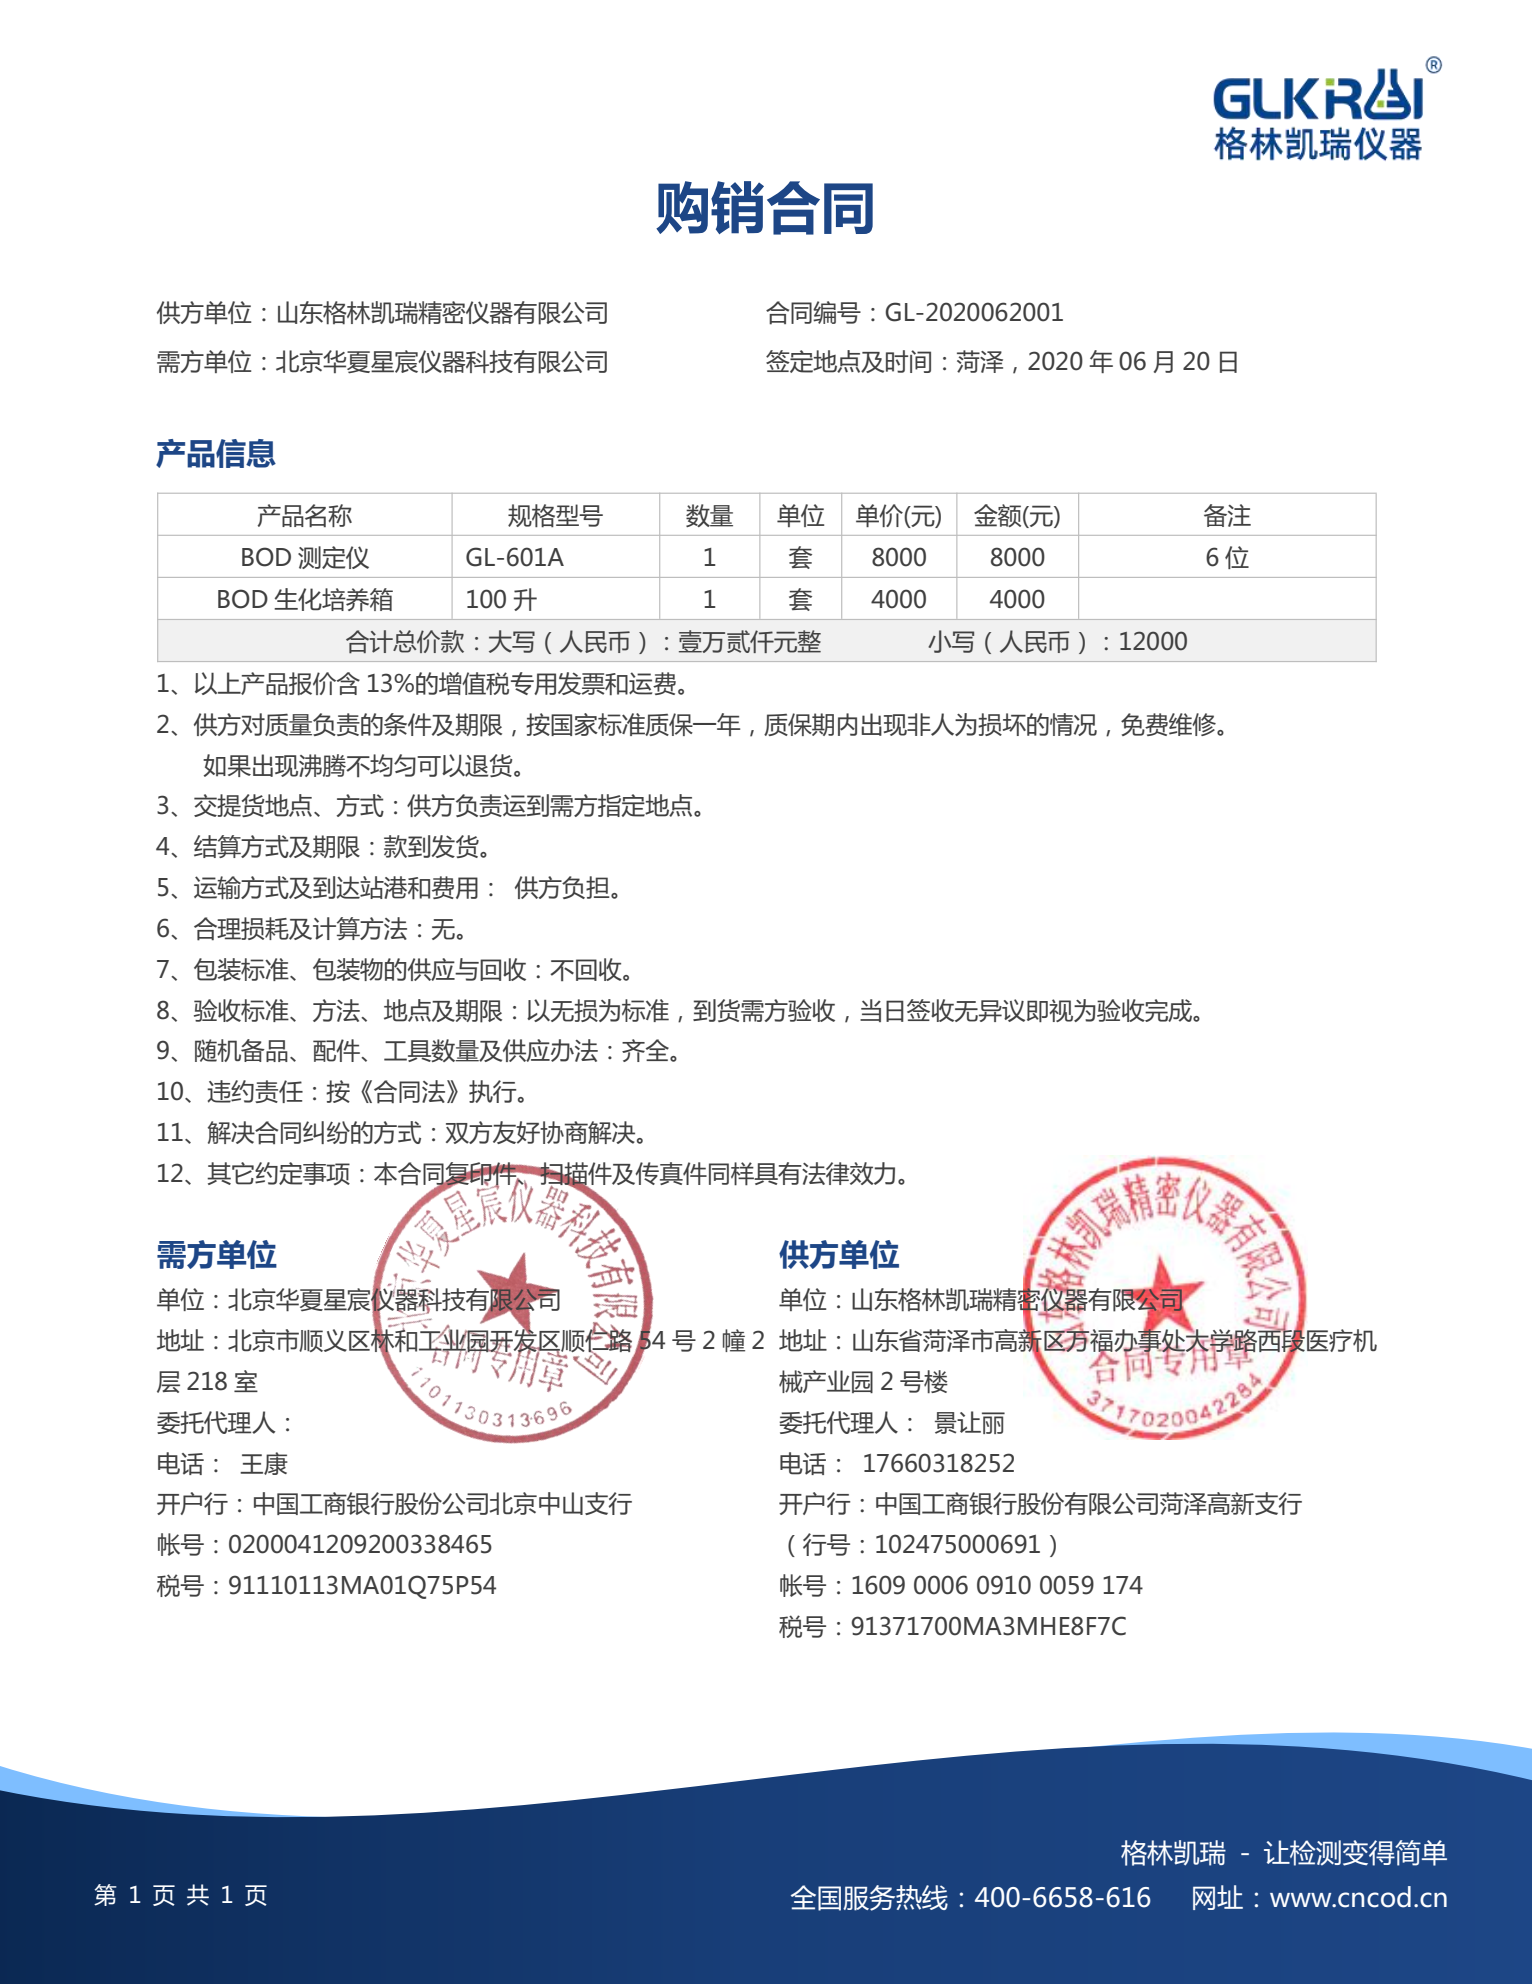 GLKRAI®
格林凯瑞仪器
购销合同
供方单位：山东格林凯瑞精密仪器有限公司 合同编号：GL-2020062001
需方单位：北京华夏星宸仪器科技有限公司 签定地点及时间：菏泽，2020 年 06 月 20 日
产品信息
产品名称 规格型号 数量 单位 单价(元) 金额(元) 备注
BOD 测定仪 GL-601A 1 套 8000 8000 6 位
BOD 生化培养箱 100 升 1 套 4000 4000
合计总价款：大写（人民币）：壹万贰仟元整 小写（人民币）：12000
1、以上产品报价含 13%的增值税专用发票和运费。
2、供方对质量负责的条件及期限，按国家标准质保一年，质保期内出现非人为损坏的情况，免费维修。
如果出现沸腾不均匀可以退货。
3、交提货地点、方式：供方负责运到需方指定地点。
4、结算方式及期限：款到发货。
5、运输方式及到达站港和费用： 供方负担。
6、合理损耗及计算方法：无。
7、包装标准、包装物的供应与回收：不回收。
8、验收标准、方法、地点及期限：以无损为标准，到货需方验收，当日签收无异议即视为验收完成。
9、随机备品、配件、工具数量及供应办法：齐全。
10、违约责任：按《合同法》执行。
11、解决合同纠纷的方式：双方友好协商解决。
12、其它约定事项：本合同复印件、扫描件及传真件同样具有法律效力。
需方单位
单位：北京华夏星宸仪器科技有限公司
地址：北京市顺义区林和工业园开发区顺仁路 54 号 2 幢 2
层 218 室
委托代理人：
电话： 王康
开户行：中国工商银行股份公司北京中山支行
帐号：0200041209200338465
税号：91110113MA01Q75P54
北京华夏星宸仪器科技有限公司
合同专用章
1101130313696
供方单位
单位：山东格林凯瑞精密仪器有限公司
地址：山东省菏泽市高新区万福办事处大学路西段医疗机
械产业园 2 号楼
委托代理人： 景让丽
电话： 17660318252
开户行：中国工商银行股份有限公司菏泽高新支行
（行号：102475000691）
帐号：1609 0006 0910 0059 174
税号：91371700MA3MHE8F7C
山东格林凯瑞精密仪器有限公司
合同专用章
3717020042284
格林凯瑞 - 让检测变得简单
第 1 页 共 1 页
全国服务热线：400-6658-616 网址：www.cncod.cn